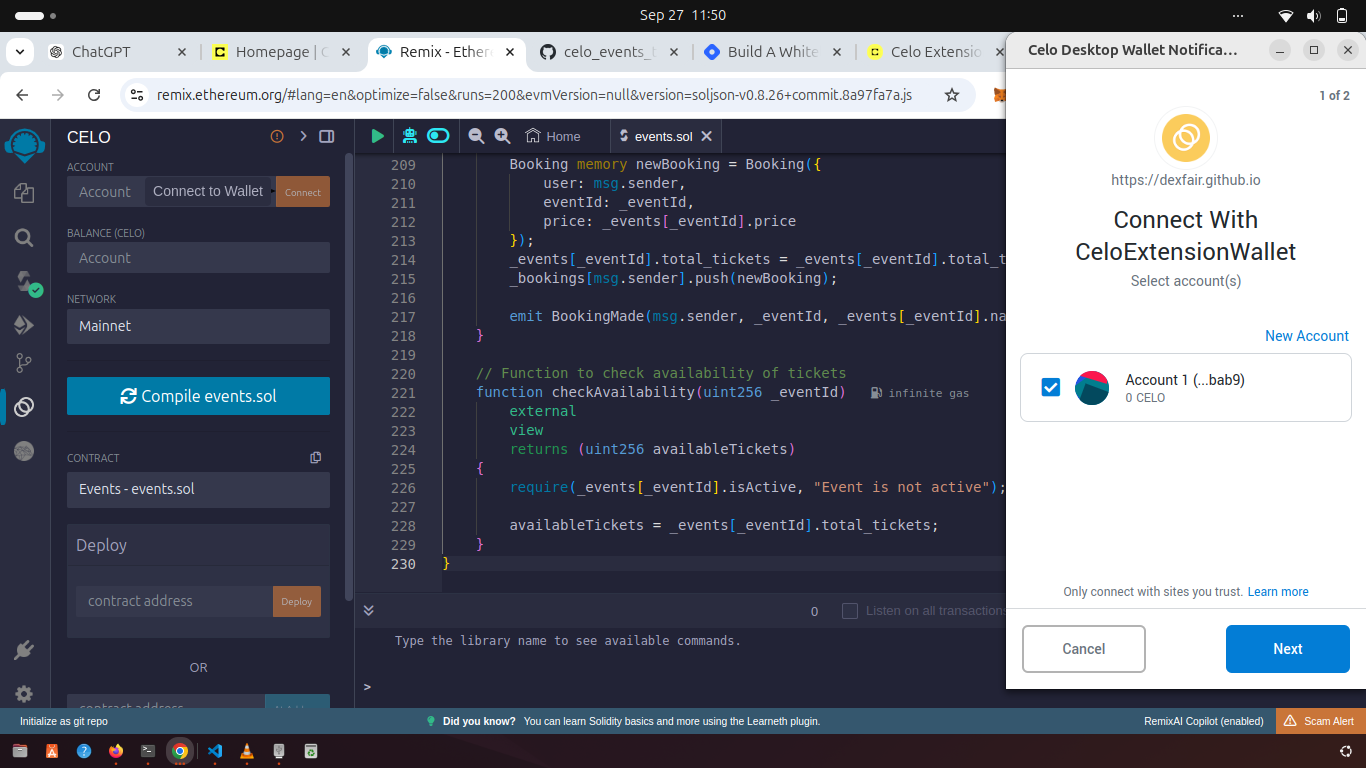 Sep 27 11:50
ChatGPT
Homepage | C
Remix - Ethere
celo_events_b
Build A White
Celo Extensio
Celo Desktop Wallet Notifica...
remix.ethereum.org/#lang=en&optimize=false&runs=200&evmVersion=null&version=soljson-v0.8.26+commit.8a97fa7a.js
CELO
ACCOUNT
Account
Connect to Wallet
Connect
BALANCE (CELO)
Account
NETWORK
Mainnet
Compile events.sol
CONTRACT
Events - events.sol
Deploy
contract address
Deploy
OR
contract address
Home
events.sol
209 Booking memory newBooking = Booking({
210 user: msg.sender,
211 eventId: _eventId,
212 price: _events[_eventId].price
213 });
214 _events[_eventId].total_tickets = _events[_eventId].total_t
215 _bookings[msg.sender].push(newBooking);
216
217 emit BookingMade(msg.sender, _eventId, _events[_eventId].na
218 }
219
220 // Function to check availability of tickets
221 function checkAvailability(uint256 _eventId) infinite gas
222 external
223 view
224 returns (uint256 availableTickets)
225 {
226 require(_events[_eventId].isActive, "Event is not active");
227
228 availableTickets = _events[_eventId].total_tickets;
229 }
230 }
0
Listen on all transactions
Type the library name to see available commands.
>
1 of 2
https://dexfair.github.io
Connect With
CeloExtensionWallet
Select account(s)
New Account
Account 1 (...bab9)
0 CELO
Only connect with sites you trust. Learn more
Cancel
Next
Initialize as git repo
Did you know? You can learn Solidity basics and more using the Learneth plugin.
RemixAI Copilot (enabled)
Scam Alert